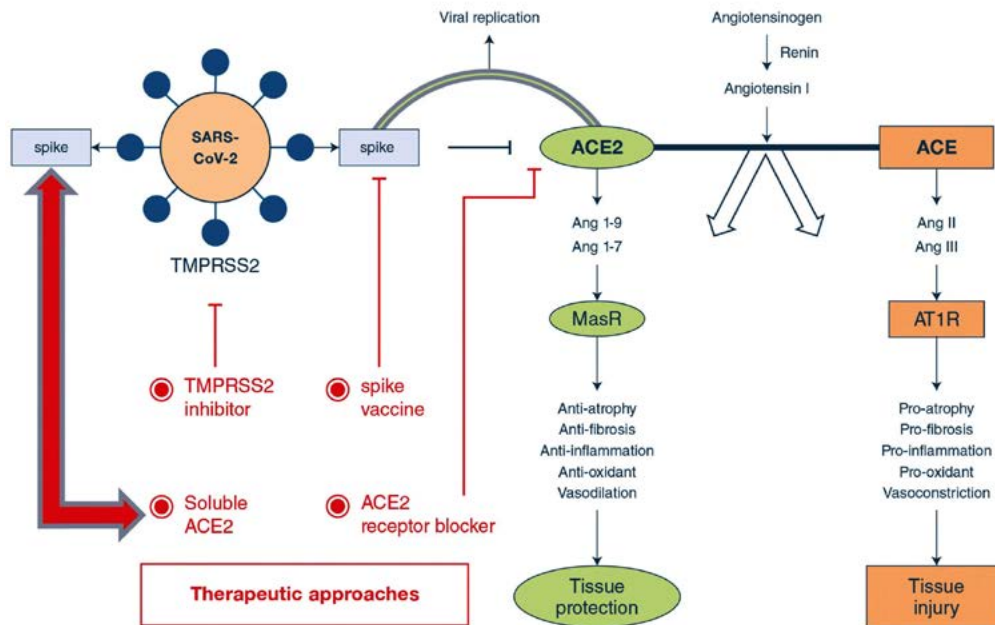 Viral replication
Angiotensinogen
Renin
Angiotensin I
spike
SARS-
CoV-2
spike
ACE2
ACE
TMPRSS2
Ang 1-9
Ang 1-7
Ang II
Ang III
MasR
AT1R
TMPRSS2
inhibitor
spike
vaccine
Anti-atrophy
Anti-fibrosis
Anti-inflammation
Anti-oxidant
Vasodilation
Pro-atrophy
Pro-fibrosis
Pro-inflammation
Pro-oxidant
Vasoconstriction
Soluble
ACE2
ACE2
receptor blocker
Therapeutic approaches
Tissue
protection
Tissue
injury